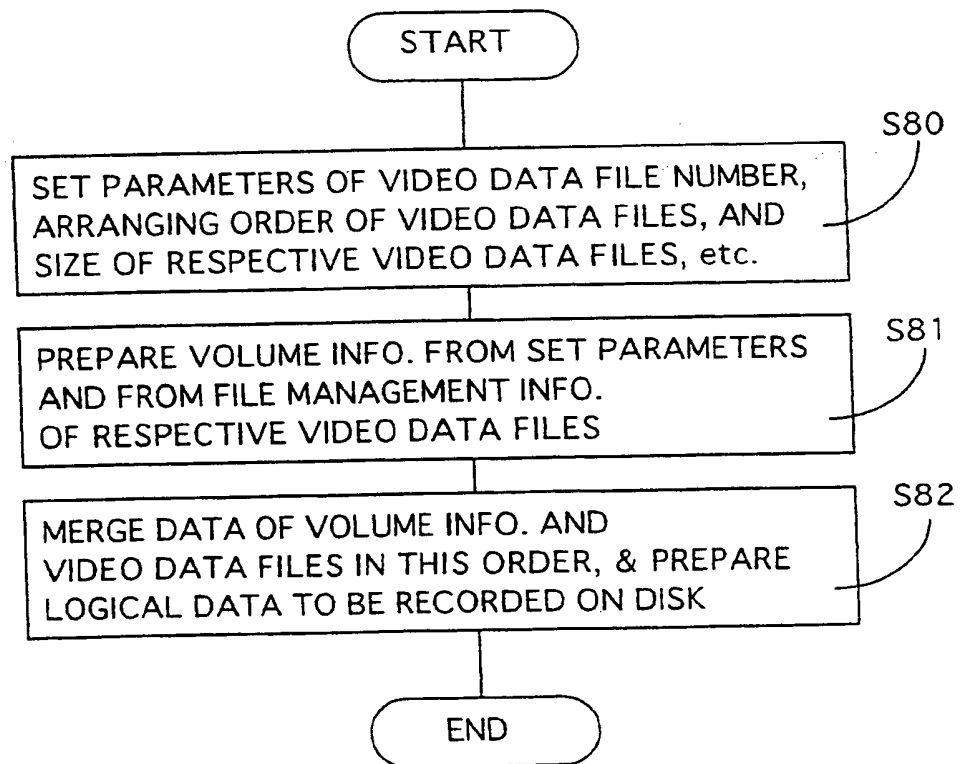 START
S80
SET PARAMETERS OF VIDEO DATA FILE NUMBER,
ARRANGING ORDER OF VIDEO DATA FILES, AND
SIZE OF RESPECTIVE VIDEO DATA FILES, etc.
S81
PREPARE VOLUME INFO. FROM SET PARAMETERS
AND FROM FILE MANAGEMENT INFO.
OF RESPECTIVE VIDEO DATA FILES
S82
MERGE DATA OF VOLUME INFO. AND
VIDEO DATA FILES IN THIS ORDER, & PREPARE
LOGICAL DATA TO BE RECORDED ON DISK
END